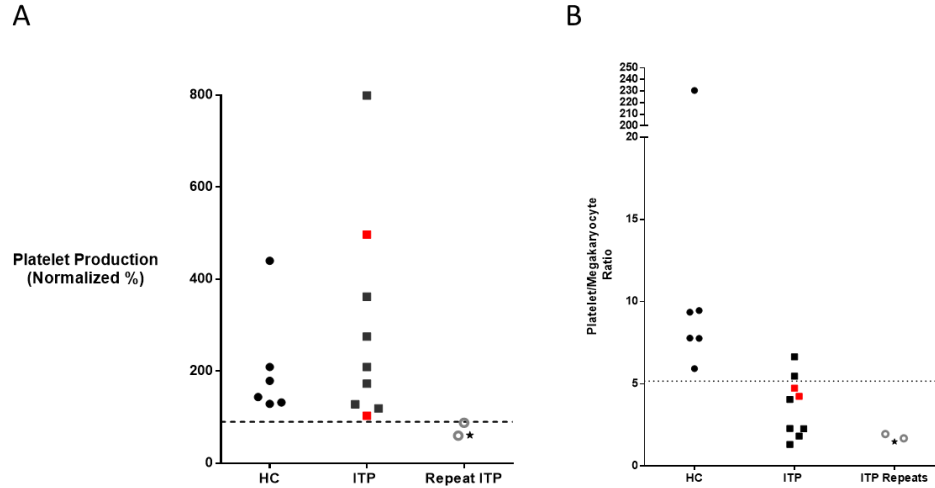 A
B
800
600
400
200
0
Platelet Production
(Normalized %)
HC
ITP
Repeat ITP
250
240
230
220
210
200
20
15
10
5
0
Platelet/Megakaryocyte
Ratio
HC
ITP
ITP Repeats